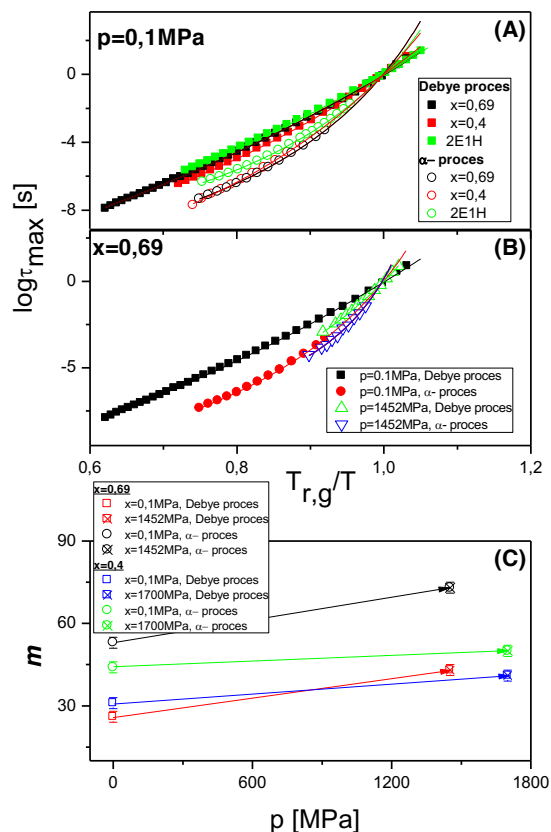 p=0,1MPa
(A)
0
-4
-8
Debye proces
x=0,69
x=0,4
2E1H
α– proces
x=0,69
x=0,4
2E1H
logτmax [s]
x=0.69
(B)
0
-5
p=0.1MPa, Debye proces
p=0.1MPa, α- proces
p=1452MPa, Debye proces
p=1452MPa, α- proces
0,6 0,8 1,0 1,2
Tr,g/T
x=0,69
x=0,1MPa, Debye proces
x=1452MPa, Debye proces
x=0,1MPa, α– proces
x=1452MPa, α– proces
x=0,4
x=0,1MPa, Debye proces
x=1700MPa, Debye proces
x=0,1MPa, α– proces
x=1700MPa, α– proces
(C)
90
60
30
m
0 600 1200 1800
p [MPa]